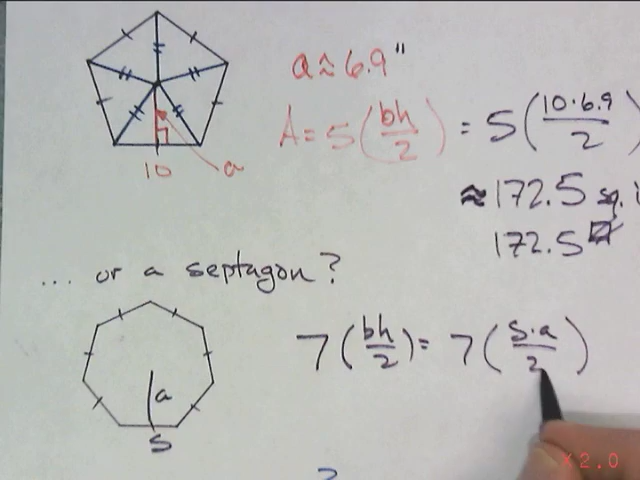 a ≈ 6.9"
A = 5 (bh/2) = 5 (10·6.9/2)
10
a
≈ 172.5 sq. i
172.5
... or a septagon?
7 (bh/2) = 7 (s·a/2)
a
s
x2.0